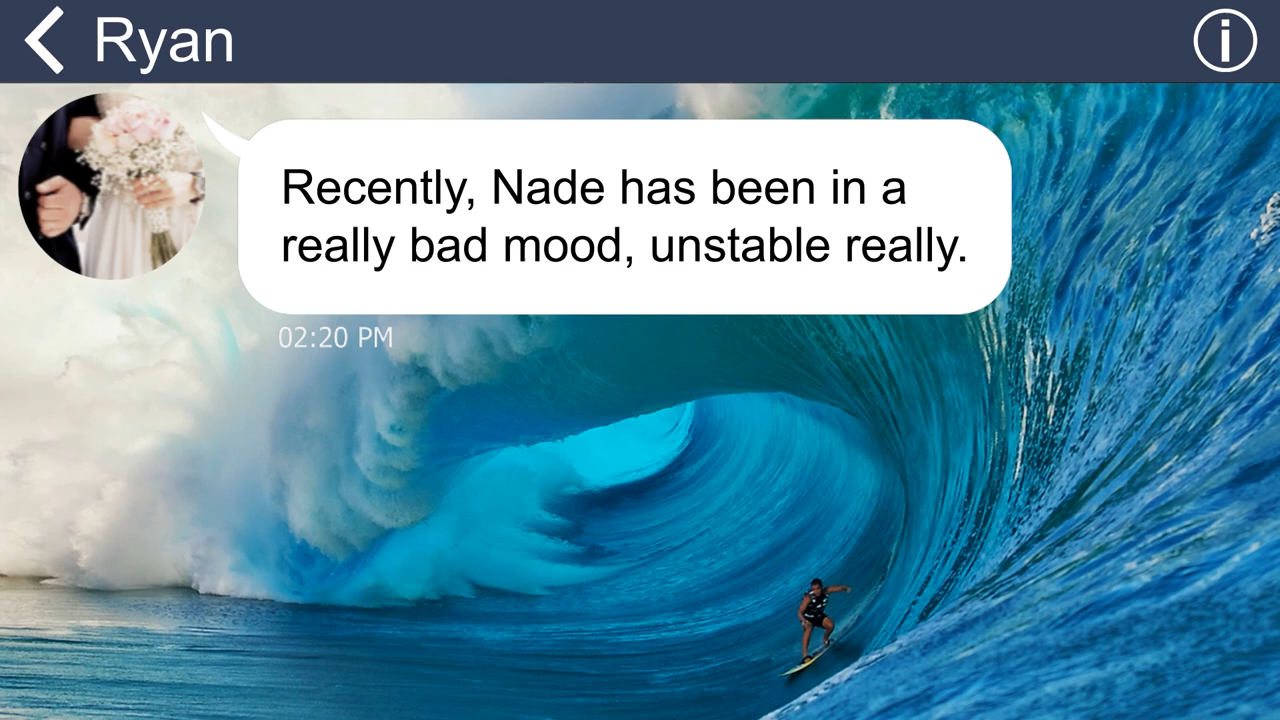 Ryan
Recently, Nade has been in a
really bad mood, unstable really.
02:20 PM